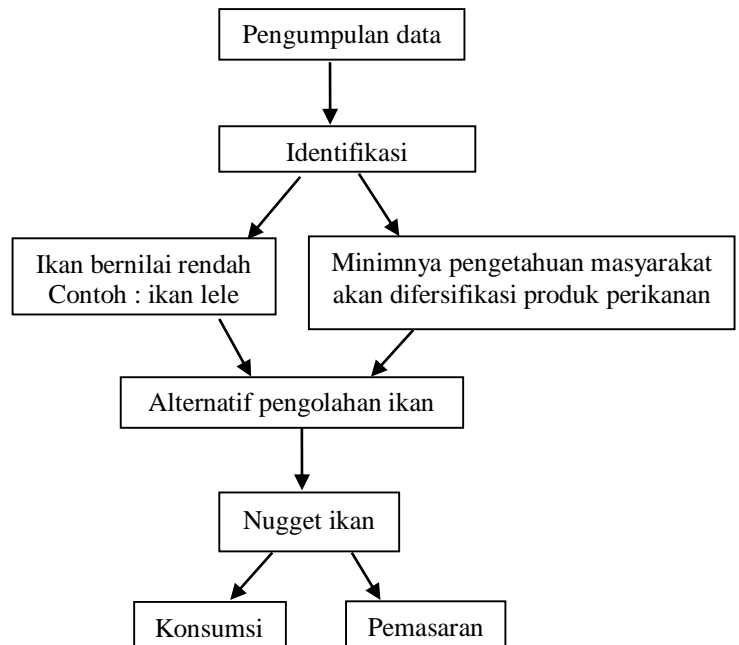 Pengumpulan data
Identifikasi
Ikan bernilai rendah
Contoh : ikan lele
Minimnya pengetahuan masyarakat
akan difersifikasi produk perikanan
Alternatif pengolahan ikan
Nugget ikan
Konsumsi
Pemasaran